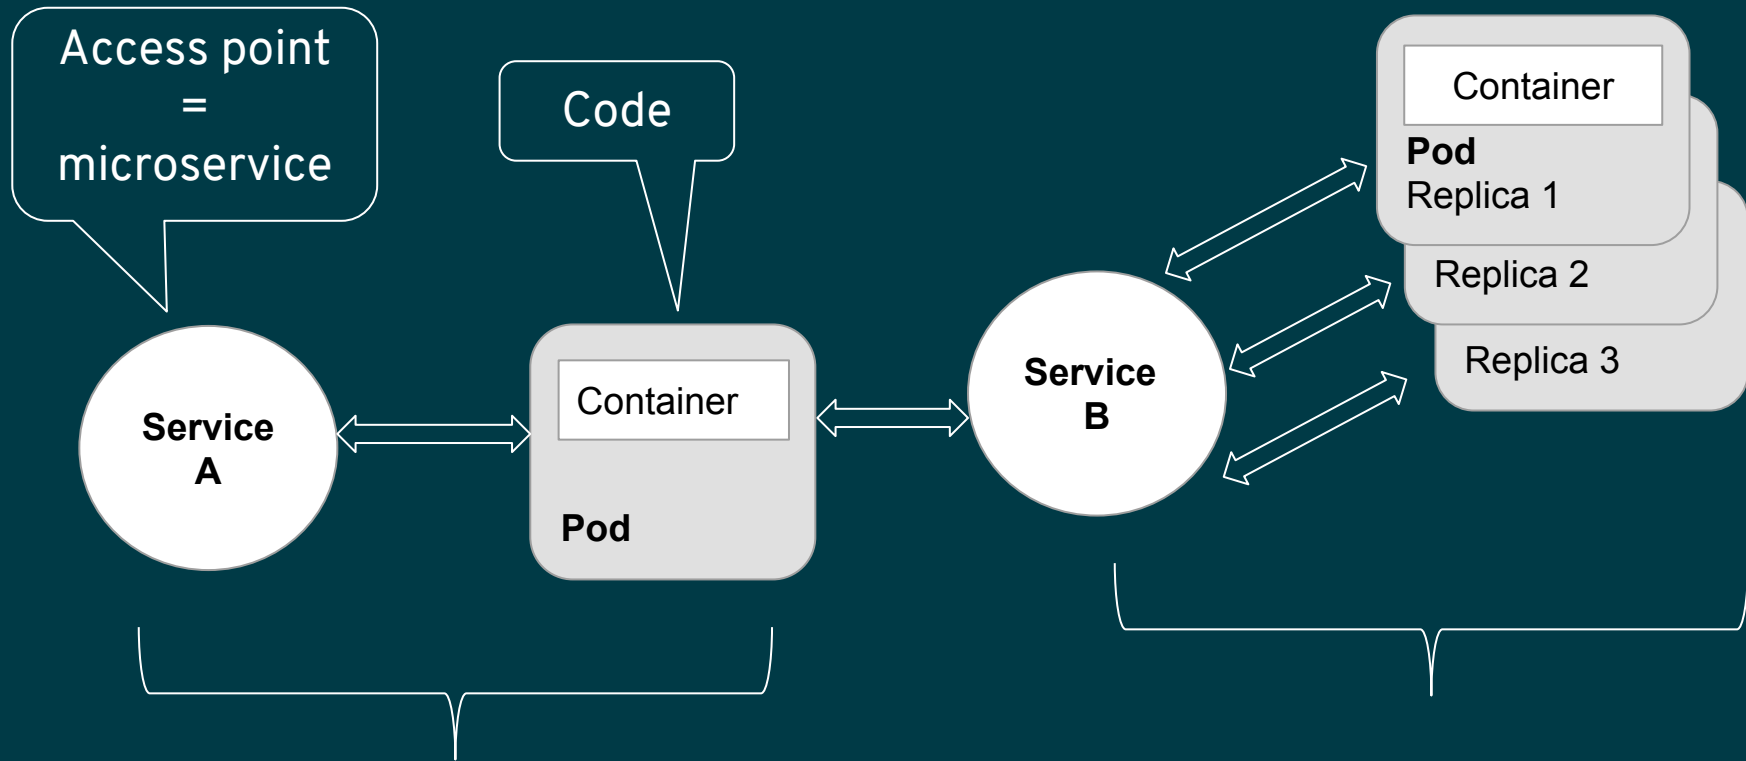 Access point
=
microservice
Code
Service
A
Container
Pod
Service
B
Container
Pod
Replica 1
Replica 2
Replica 3